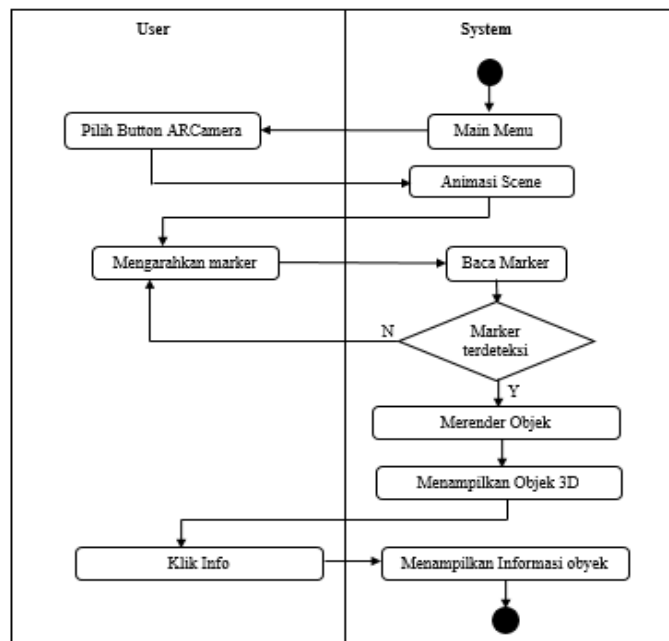 User
System
Main Menu
Pilih Button ARCamera
Animasi Scene
Mengarahkan marker
Baca Marker
N
Marker
terdeteksi
Y
Merender Objek
Menampilkan Objek 3D
Klik Info
Menampilkan Informasi obyek